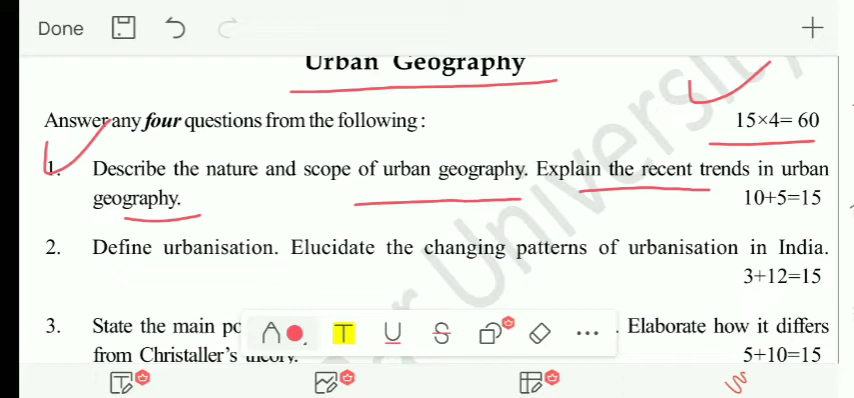 Done
Urban Geography
Answer any four questions from the following :
15×4= 60
1. Describe the nature and scope of urban geography. Explain the recent trends in urban
geography.
10+5=15
2. Define urbanisation. Elucidate the changing patterns of urbanisation in India.
3+12=15
3. State the main . Elaborate how it differs
from Christaller's theory.
5+10=15
T U S
University